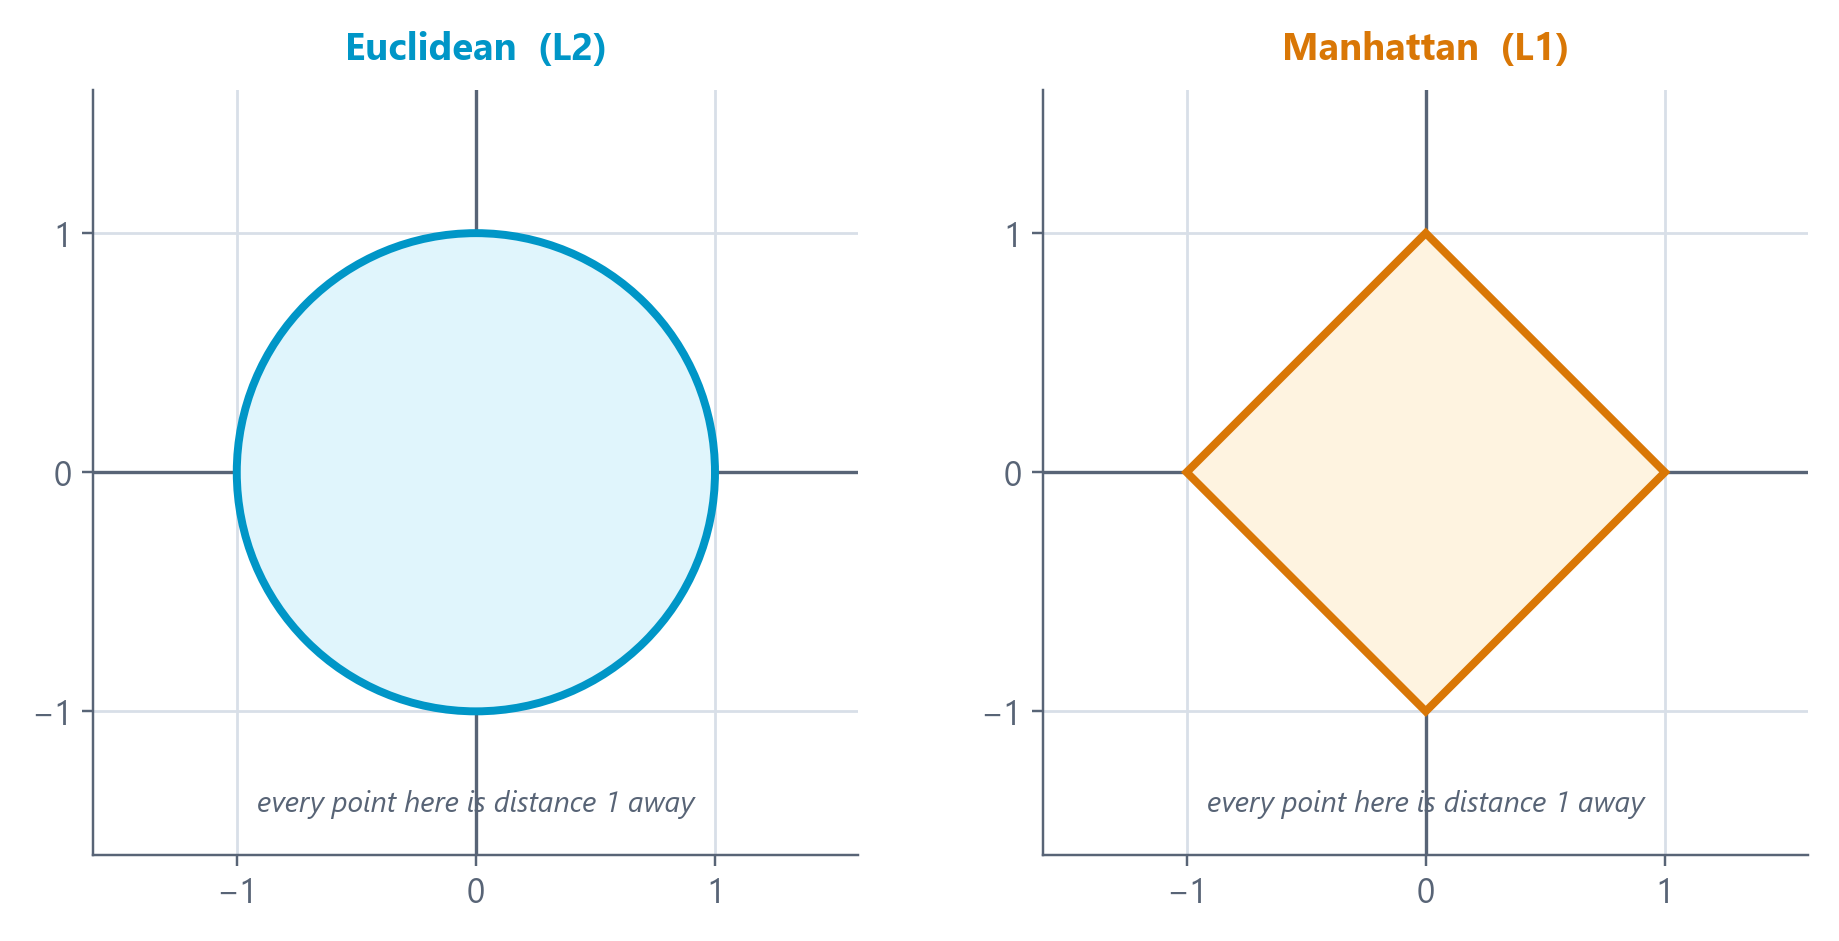 Euclidean (L2)
1
0
−1
every point here is distance 1 away
−1 0 1
Manhattan (L1)
1
0
−1
every point here is distance 1 away
−1 0 1